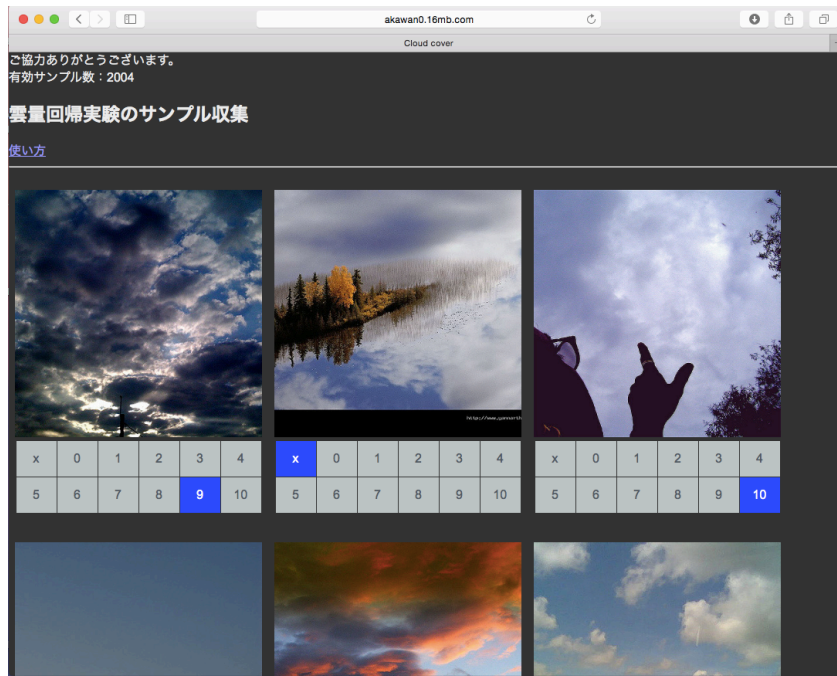 akawan0.16mb.com
Cloud cover
ご協力ありがとうございます。
有効サンプル数：2004
雲量回帰実験のサンプル収集
使い方
x 0 1 2 3 4
5 6 7 8 9 10
x 0 1 2 3 4
5 6 7 8 9 10
x 0 1 2 3 4
5 6 7 8 9 10